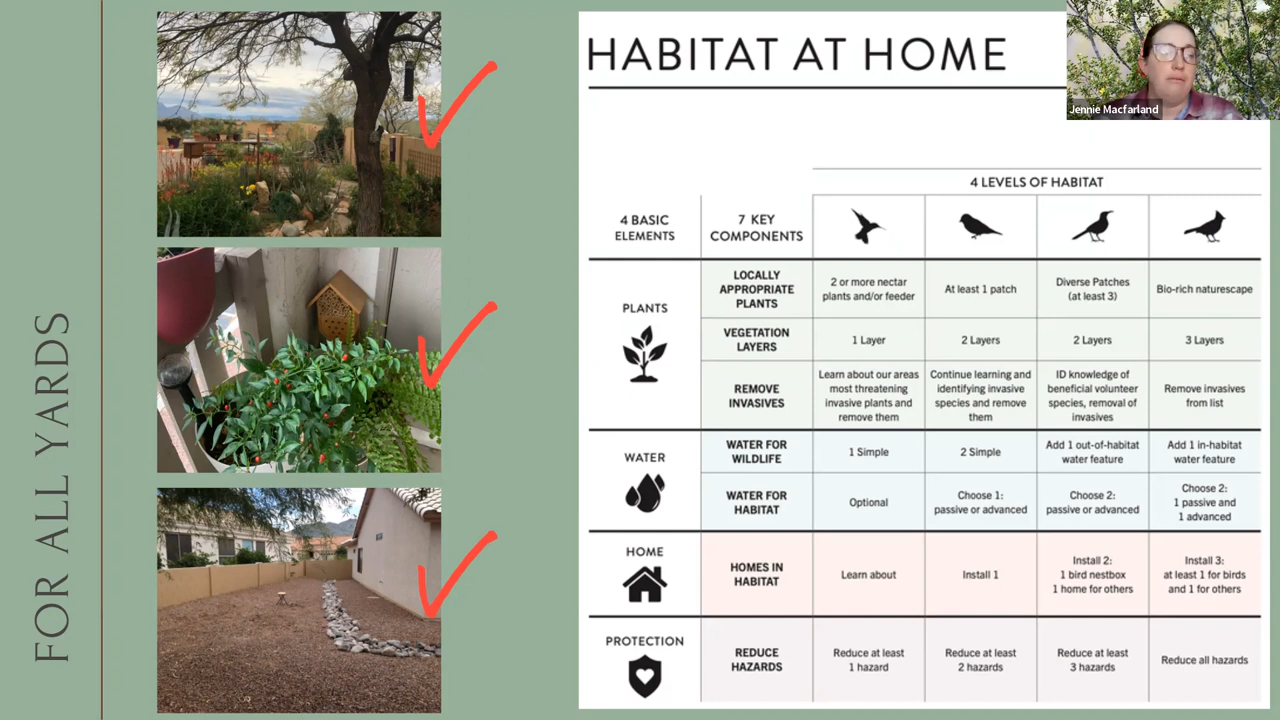 FOR ALL YARDS
HABITAT AT HOME
Jennie Macfarland
4 LEVELS OF HABITAT
4 BASIC
ELEMENTS
7 KEY
COMPONENTS
PLANTS
LOCALLY
APPROPRIATE
PLANTS
2 or more nectar
plants and/or feeder
At least 1 patch
Diverse Patches
(at least 3)
Bio-rich naturescape
VEGETATION
LAYERS
1 Layer
2 Layers
2 Layers
3 Layers
REMOVE
INVASIVES
Learn about our areas
most threatening
invasive plants and
remove them
Continue learning and
identifying invasive
species and remove
them
ID knowledge of
beneficial volunteer
species, removal of
invasives
Remove invasives
from list
WATER
WATER FOR
WILDLIFE
1 Simple
2 Simple
Add 1 out-of-habitat
water feature
Add 1 in-habitat
water feature
WATER FOR
HABITAT
Optional
Choose 1:
passive or advanced
Choose 2:
passive or advanced
Choose 2:
1 passive and
1 advanced
HOME
HOMES IN
HABITAT
Learn about
Install 1
Install 2:
1 bird nestbox
1 home for others
Install 3:
at least 1 for birds
and 1 for others
PROTECTION
REDUCE
HAZARDS
Reduce at least
1 hazard
Reduce at least
2 hazards
Reduce at least
3 hazards
Reduce all hazards